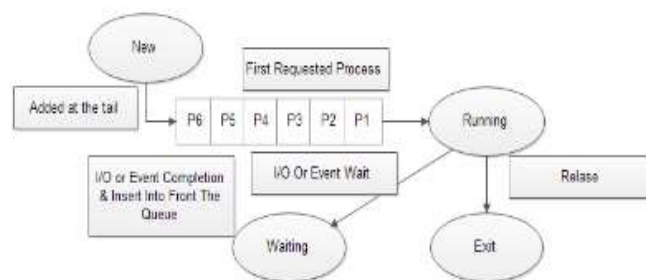 New
First Requested Process
Added at the tail
P6 P5 P4 P3 P2 P1
Running
I/O or Event Completion
& Insert Into Front The
Queue
I/O Or Event Wait
Relase
Waiting
Exit